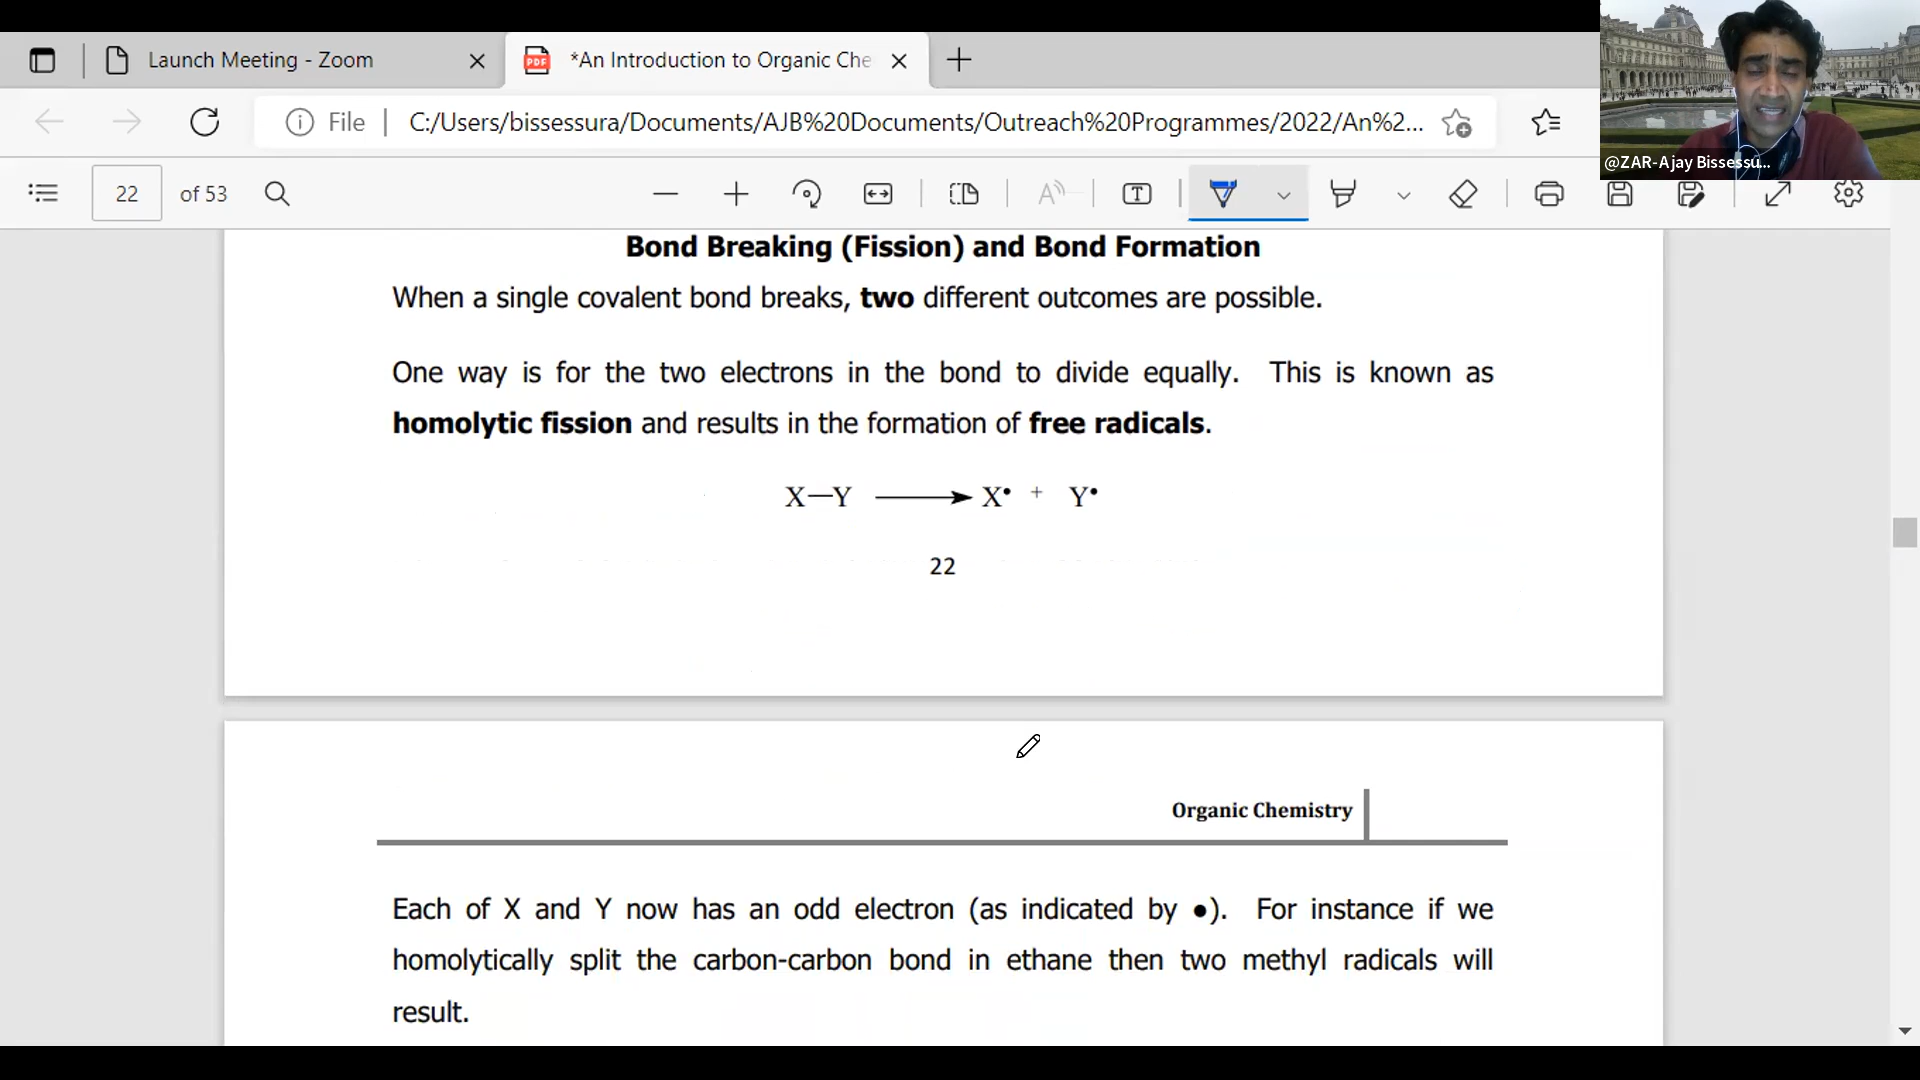 Launch Meeting - Zoom
*An Introduction to Organic Che
File
C:/Users/bissessura/Documents/AJB%20Documents/Outreach%20Programmes/2022/An%2...
@ZAR-Ajay Bissessu...
22 of 53
Bond Breaking (Fission) and Bond Formation
When a single covalent bond breaks, two different outcomes are possible.
One way is for the two electrons in the bond to divide equally. This is known as
homolytic fission and results in the formation of free radicals.
X—Y ⟶ X• + Y•
22
Organic Chemistry
Each of X and Y now has an odd electron (as indicated by ●). For instance if we
homolytically split the carbon-carbon bond in ethane then two methyl radicals will
result.